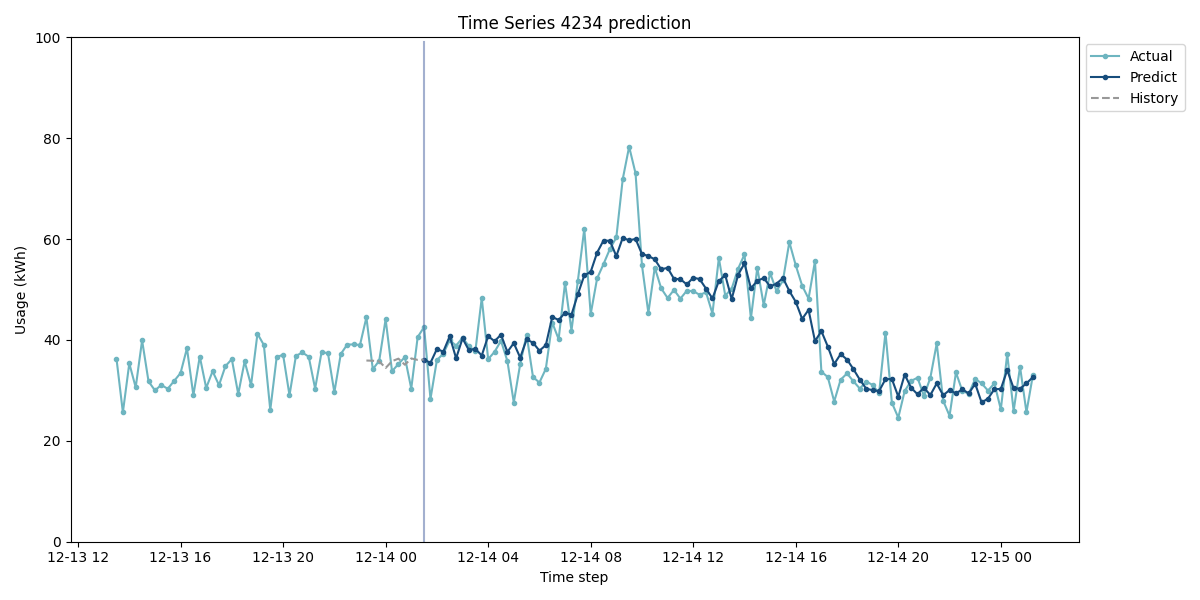 Time Series 4234 prediction
100
80
60
40
20
0
Usage (kWh)
12-13 12
12-13 16
12-13 20
12-14 00
12-14 04
12-14 08
12-14 12
12-14 16
12-14 20
12-15 00
Time step
Actual
Predict
History